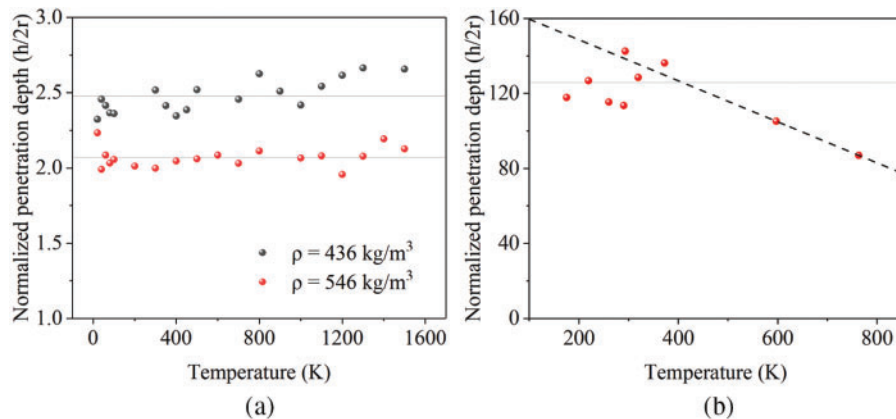 Normalized penetration depth (h/2r)
3.0
2.5
2.0
1.5
1.0
ρ = 436 kg/m³
ρ = 546 kg/m³
0 400 800 1200 1600
Temperature (K)
(a)
Normalized penetration depth (h/2r)
160
120
80
40
0
200 400 600 800
Temperature (K)
(b)